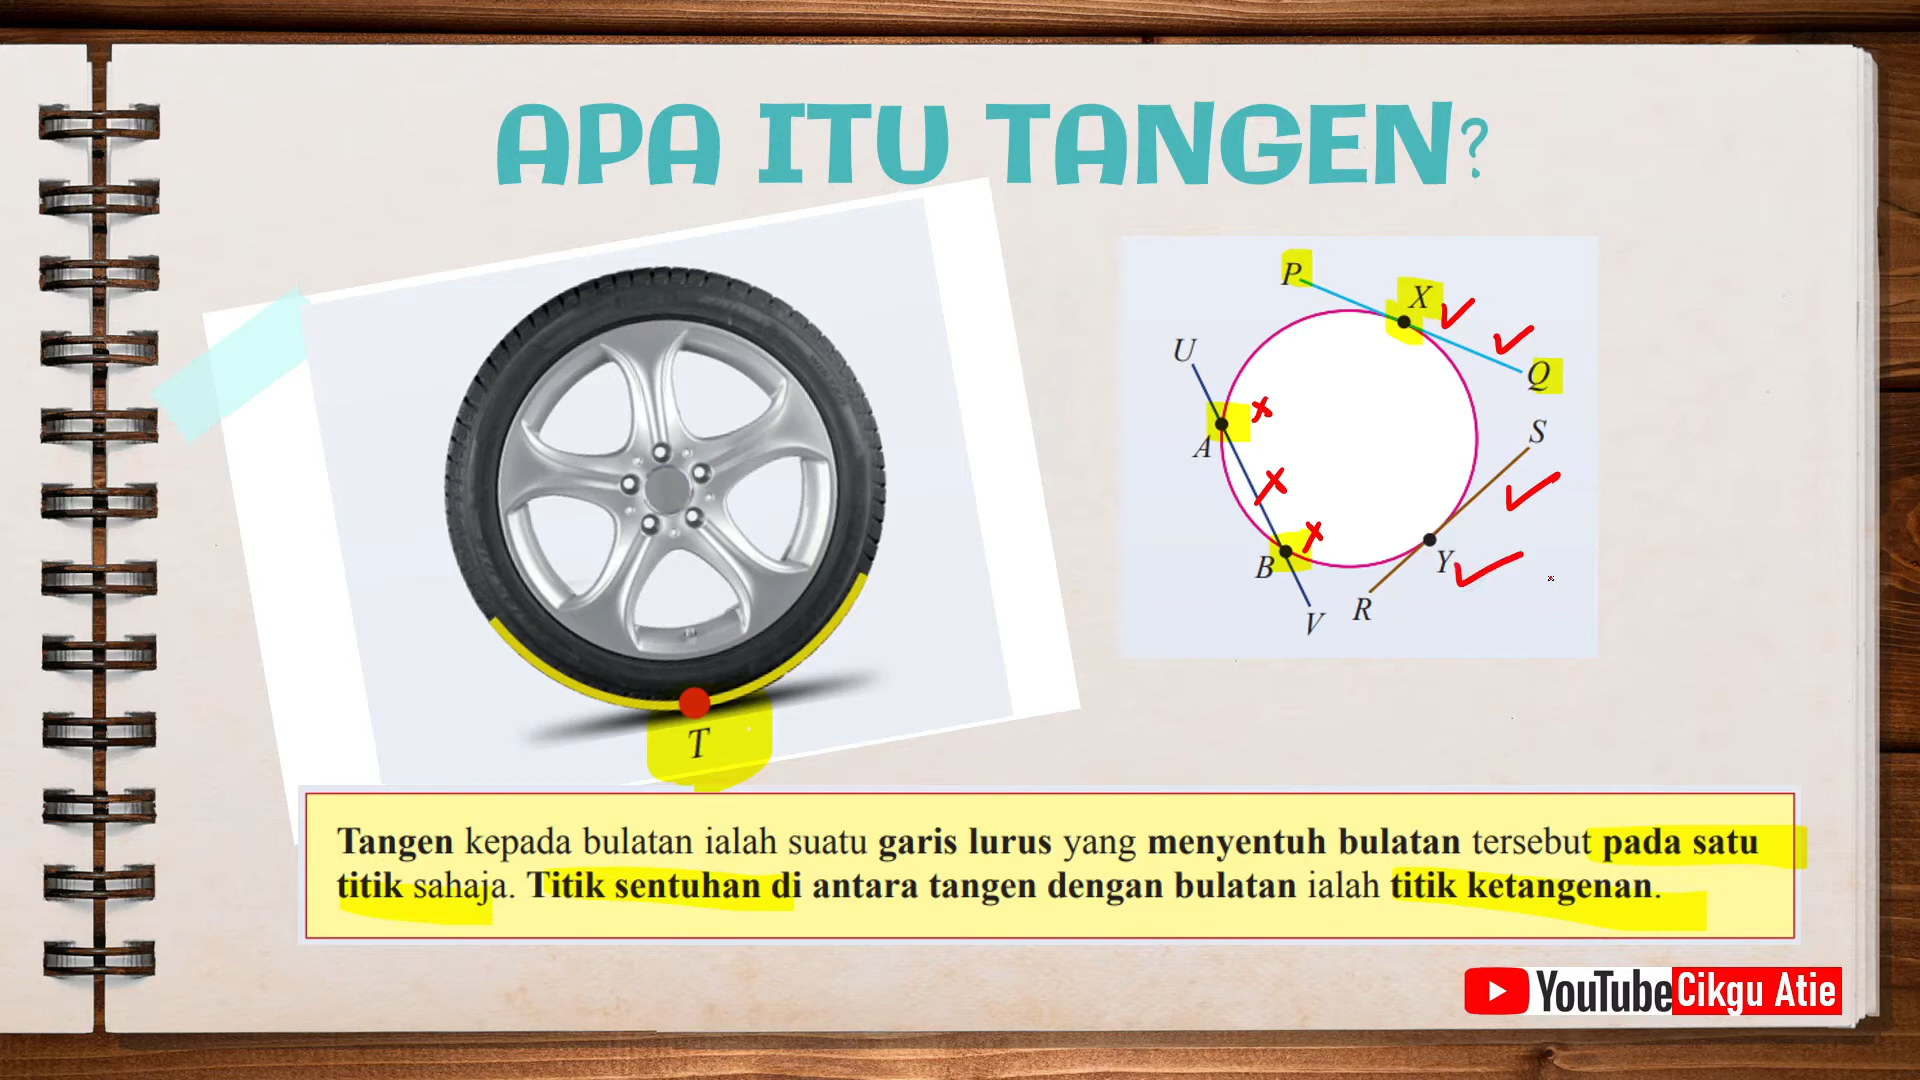 APA ITU TANGEN?
P
X
U
Q
S
A
Y
B
R
V
T
Tangen kepada bulatan ialah suatu garis lurus yang menyentuh bulatan tersebut pada satu
titik sahaja. Titik sentuhan di antara tangen dengan bulatan ialah titik ketangenan.
YouTube Cikgu Atie